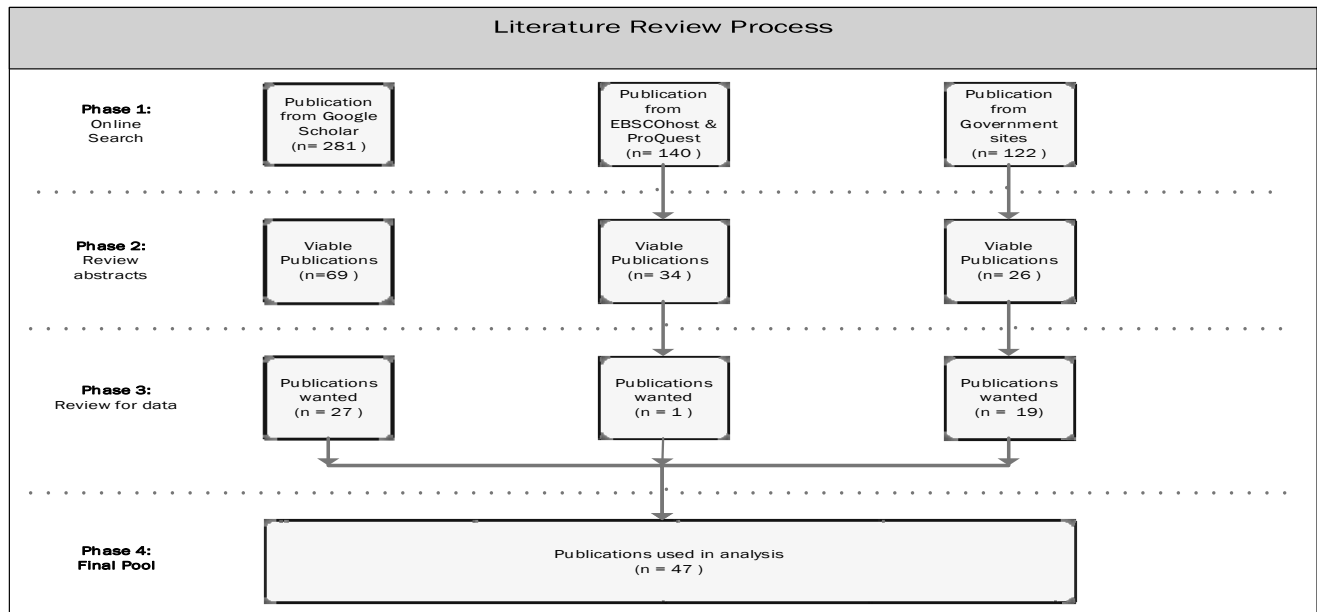 Literature Review Process
Phase 1:
Online
Search
Publication
from Google
Scholar
(n= 281 )
Publication
from
EBSCOhost &
ProQuest
(n= 140 )
Publication
from
Government
sites
(n= 122 )
Phase 2:
Review
abstracts
Viable
Publications
(n=69 )
Viable
Publications
(n= 34 )
Viable
Publications
(n= 26 )
Phase 3:
Review for data
Publications
wanted
(n = 27 )
Publications
wanted
(n = 1 )
Publications
wanted
(n = 19)
Phase 4:
Final Pool
Publications used in analysis
(n = 47 )